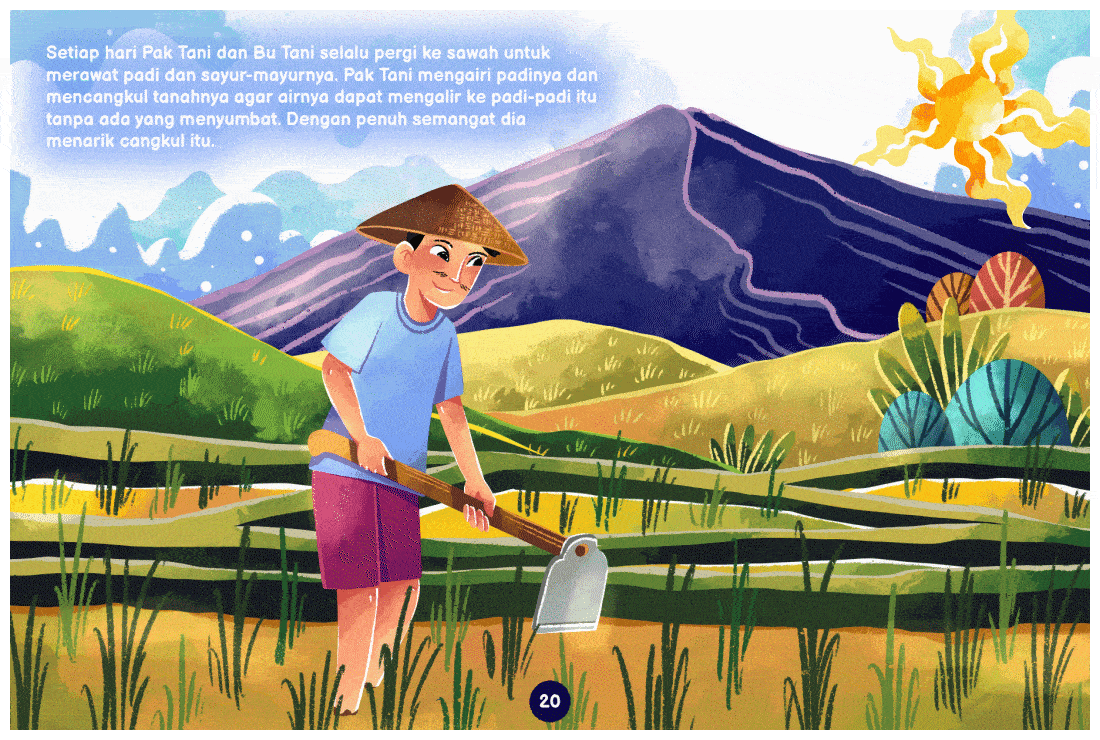 Setiap hari Pak Tani dan Bu Tani selalu pergi ke sawah untuk
merawat padi dan sayur-mayurnya. Pak Tani mengairi padinya dan
mencangkul tanahnya agar airnya dapat mengalir ke padi-padi itu
tanpa ada yang menyumbat. Dengan penuh semangat dia
menarik cangkul itu.
20